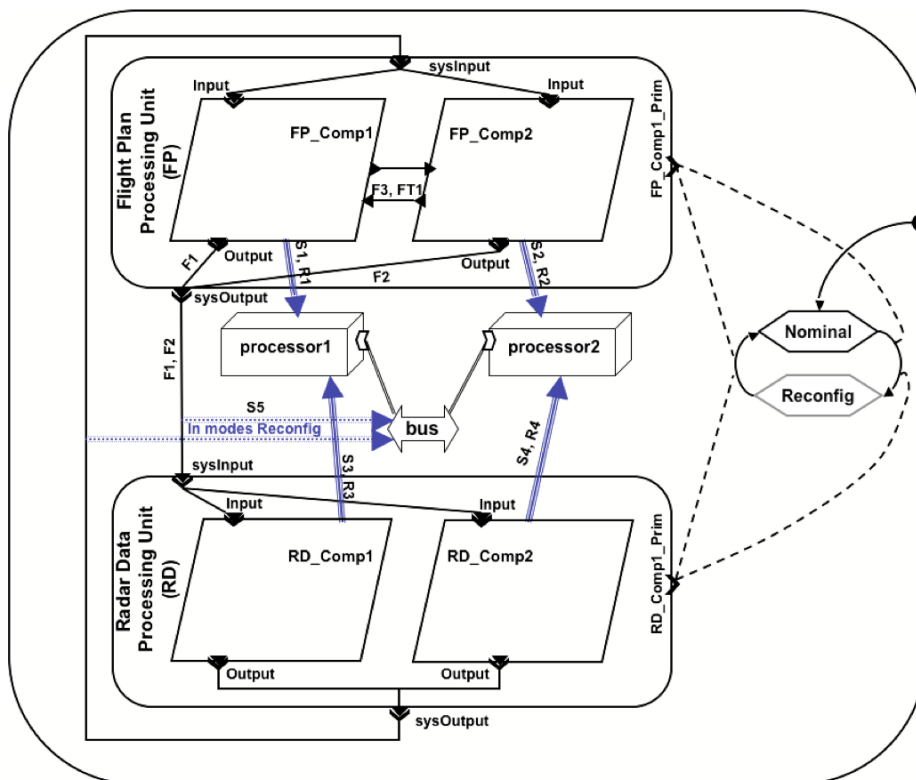 sysInput
Input
Input
Flight Plan
Processing Unit
(FP)
FP_Comp1
FP_Comp2
FP_Comp1_Prim
F3, FT1
Output
Output
F1
S1, R1
F2
S2, R2
sysOutput
processor1
processor2
Nominal
Reconfig
F1, F2
S5
In modes Reconfig
bus
S3, R3
S4, R4
sysInput
Input
Input
Radar Data
Processing Unit
(RD)
RD_Comp1
RD_Comp2
RD_Comp1_Prim
Output
Output
sysOutput